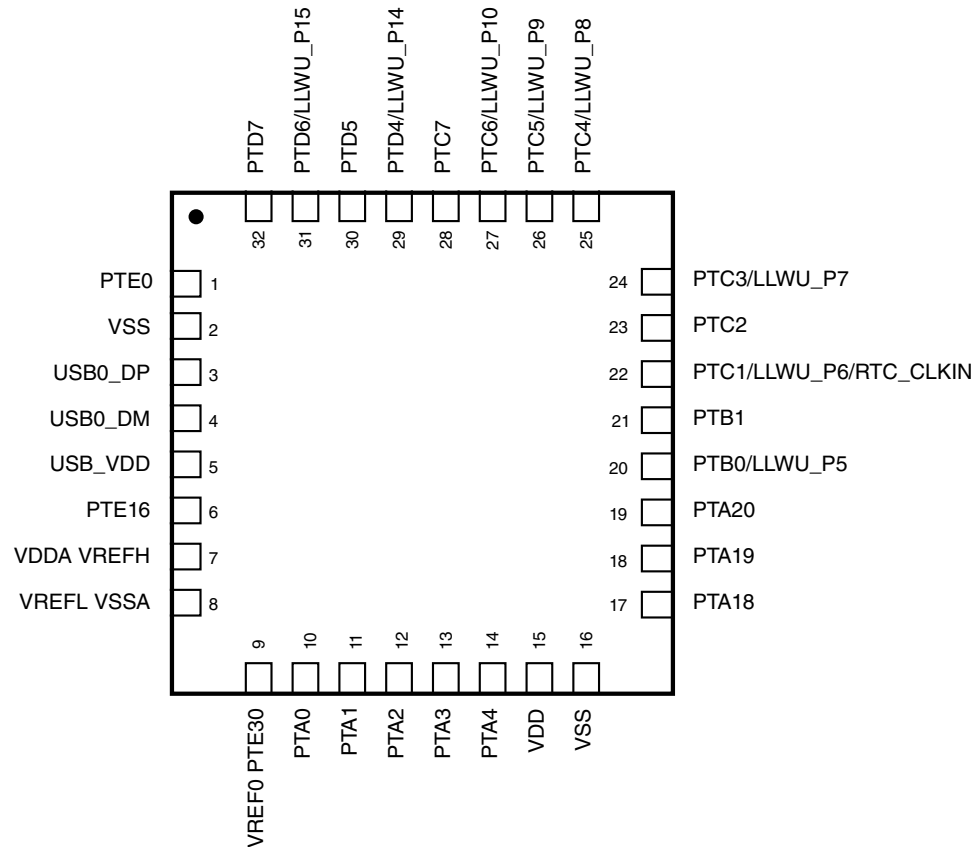 PTD7
PTD6/LLWU_P15
PTD5
PTD4/LLWU_P14
PTC7
PTC6/LLWU_P10
PTC5/LLWU_P9
PTC4/LLWU_P8
32
31
30
29
28
27
26
25
PTE0 1
VSS 2
USB0_DP 3
USB0_DM 4
USB_VDD 5
PTE16 6
VDDA VREFH 7
VREFL VSSA 8
24 PTC3/LLWU_P7
23 PTC2
22 PTC1/LLWU_P6/RTC_CLKIN
21 PTB1
20 PTB0/LLWU_P5
19 PTA20
18 PTA19
17 PTA18
9
10
11
12
13
14
15
16
VREF0 PTE30
PTA0
PTA1
PTA2
PTA3
PTA4
VDD
VSS